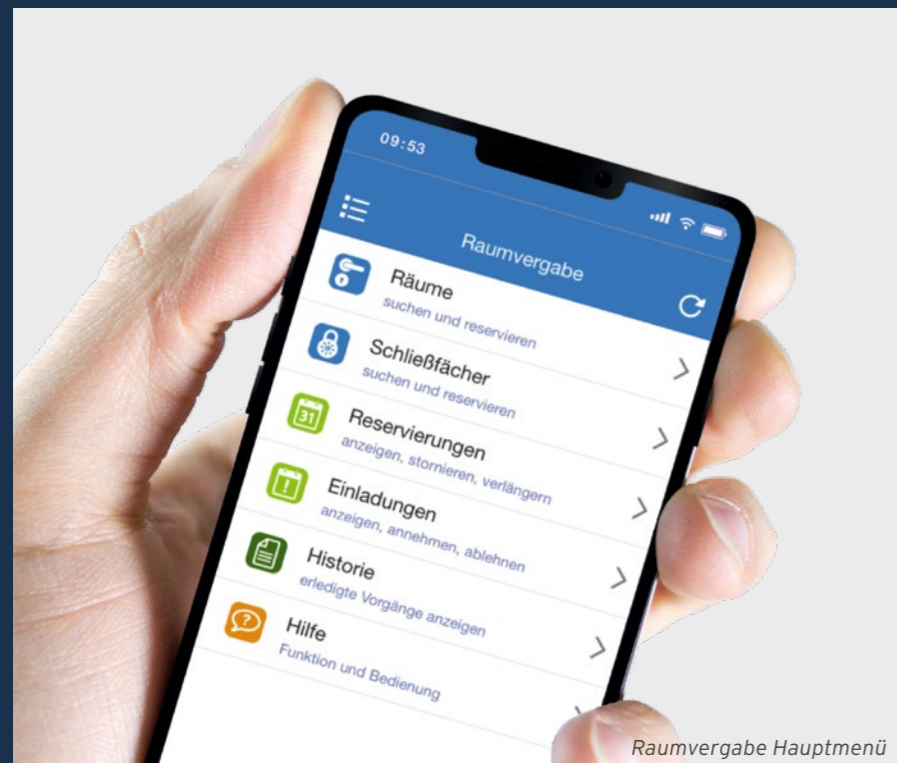 09:53
Raumvergabe
Räume
suchen und reservieren
Schließfächer
suchen und reservieren
31
Reservierungen
anzeigen, stornieren, verlängern
!
Einladungen
anzeigen, annehmen, ablehnen
Historie
erledigte Vorgänge anzeigen
?
Hilfe
Funktion und Bedienung
Raumvergabe Hauptmenü